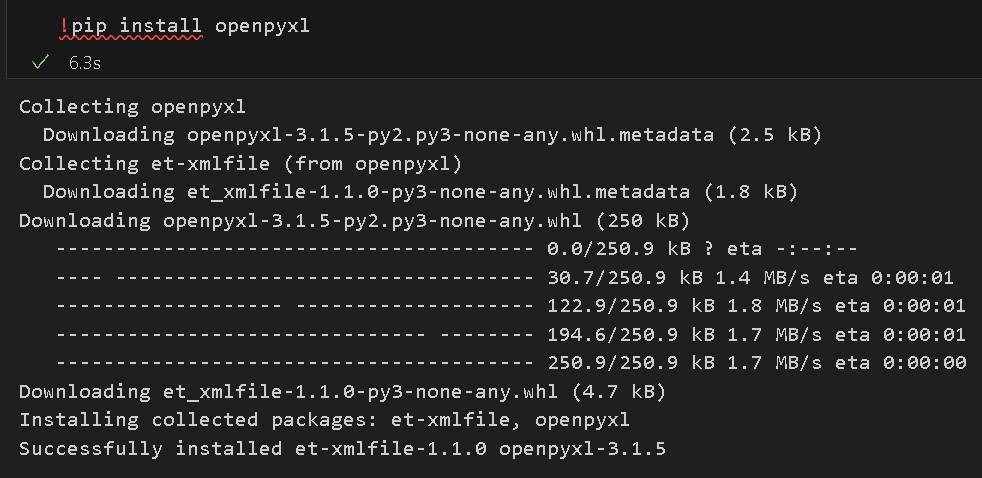 !pip install openpyxl
6.3s
Collecting openpyxl
  Downloading openpyxl-3.1.5-py2.py3-none-any.whl.metadata (2.5 kB)
Collecting et-xmlfile (from openpyxl)
  Downloading et_xmlfile-1.1.0-py3-none-any.whl.metadata (1.8 kB)
Downloading openpyxl-3.1.5-py2.py3-none-any.whl (250 kB)
   ---------------------------------------- 0.0/250.9 kB ? eta -:--:--
   ---- ----------------------------------- 30.7/250.9 kB 1.4 MB/s eta 0:00:01
   ------------------- -------------------- 122.9/250.9 kB 1.8 MB/s eta 0:00:01
   ------------------------------- -------- 194.6/250.9 kB 1.7 MB/s eta 0:00:01
   ---------------------------------------- 250.9/250.9 kB 1.7 MB/s eta 0:00:00
Downloading et_xmlfile-1.1.0-py3-none-any.whl (4.7 kB)
Installing collected packages: et-xmlfile, openpyxl
Successfully installed et-xmlfile-1.1.0 openpyxl-3.1.5